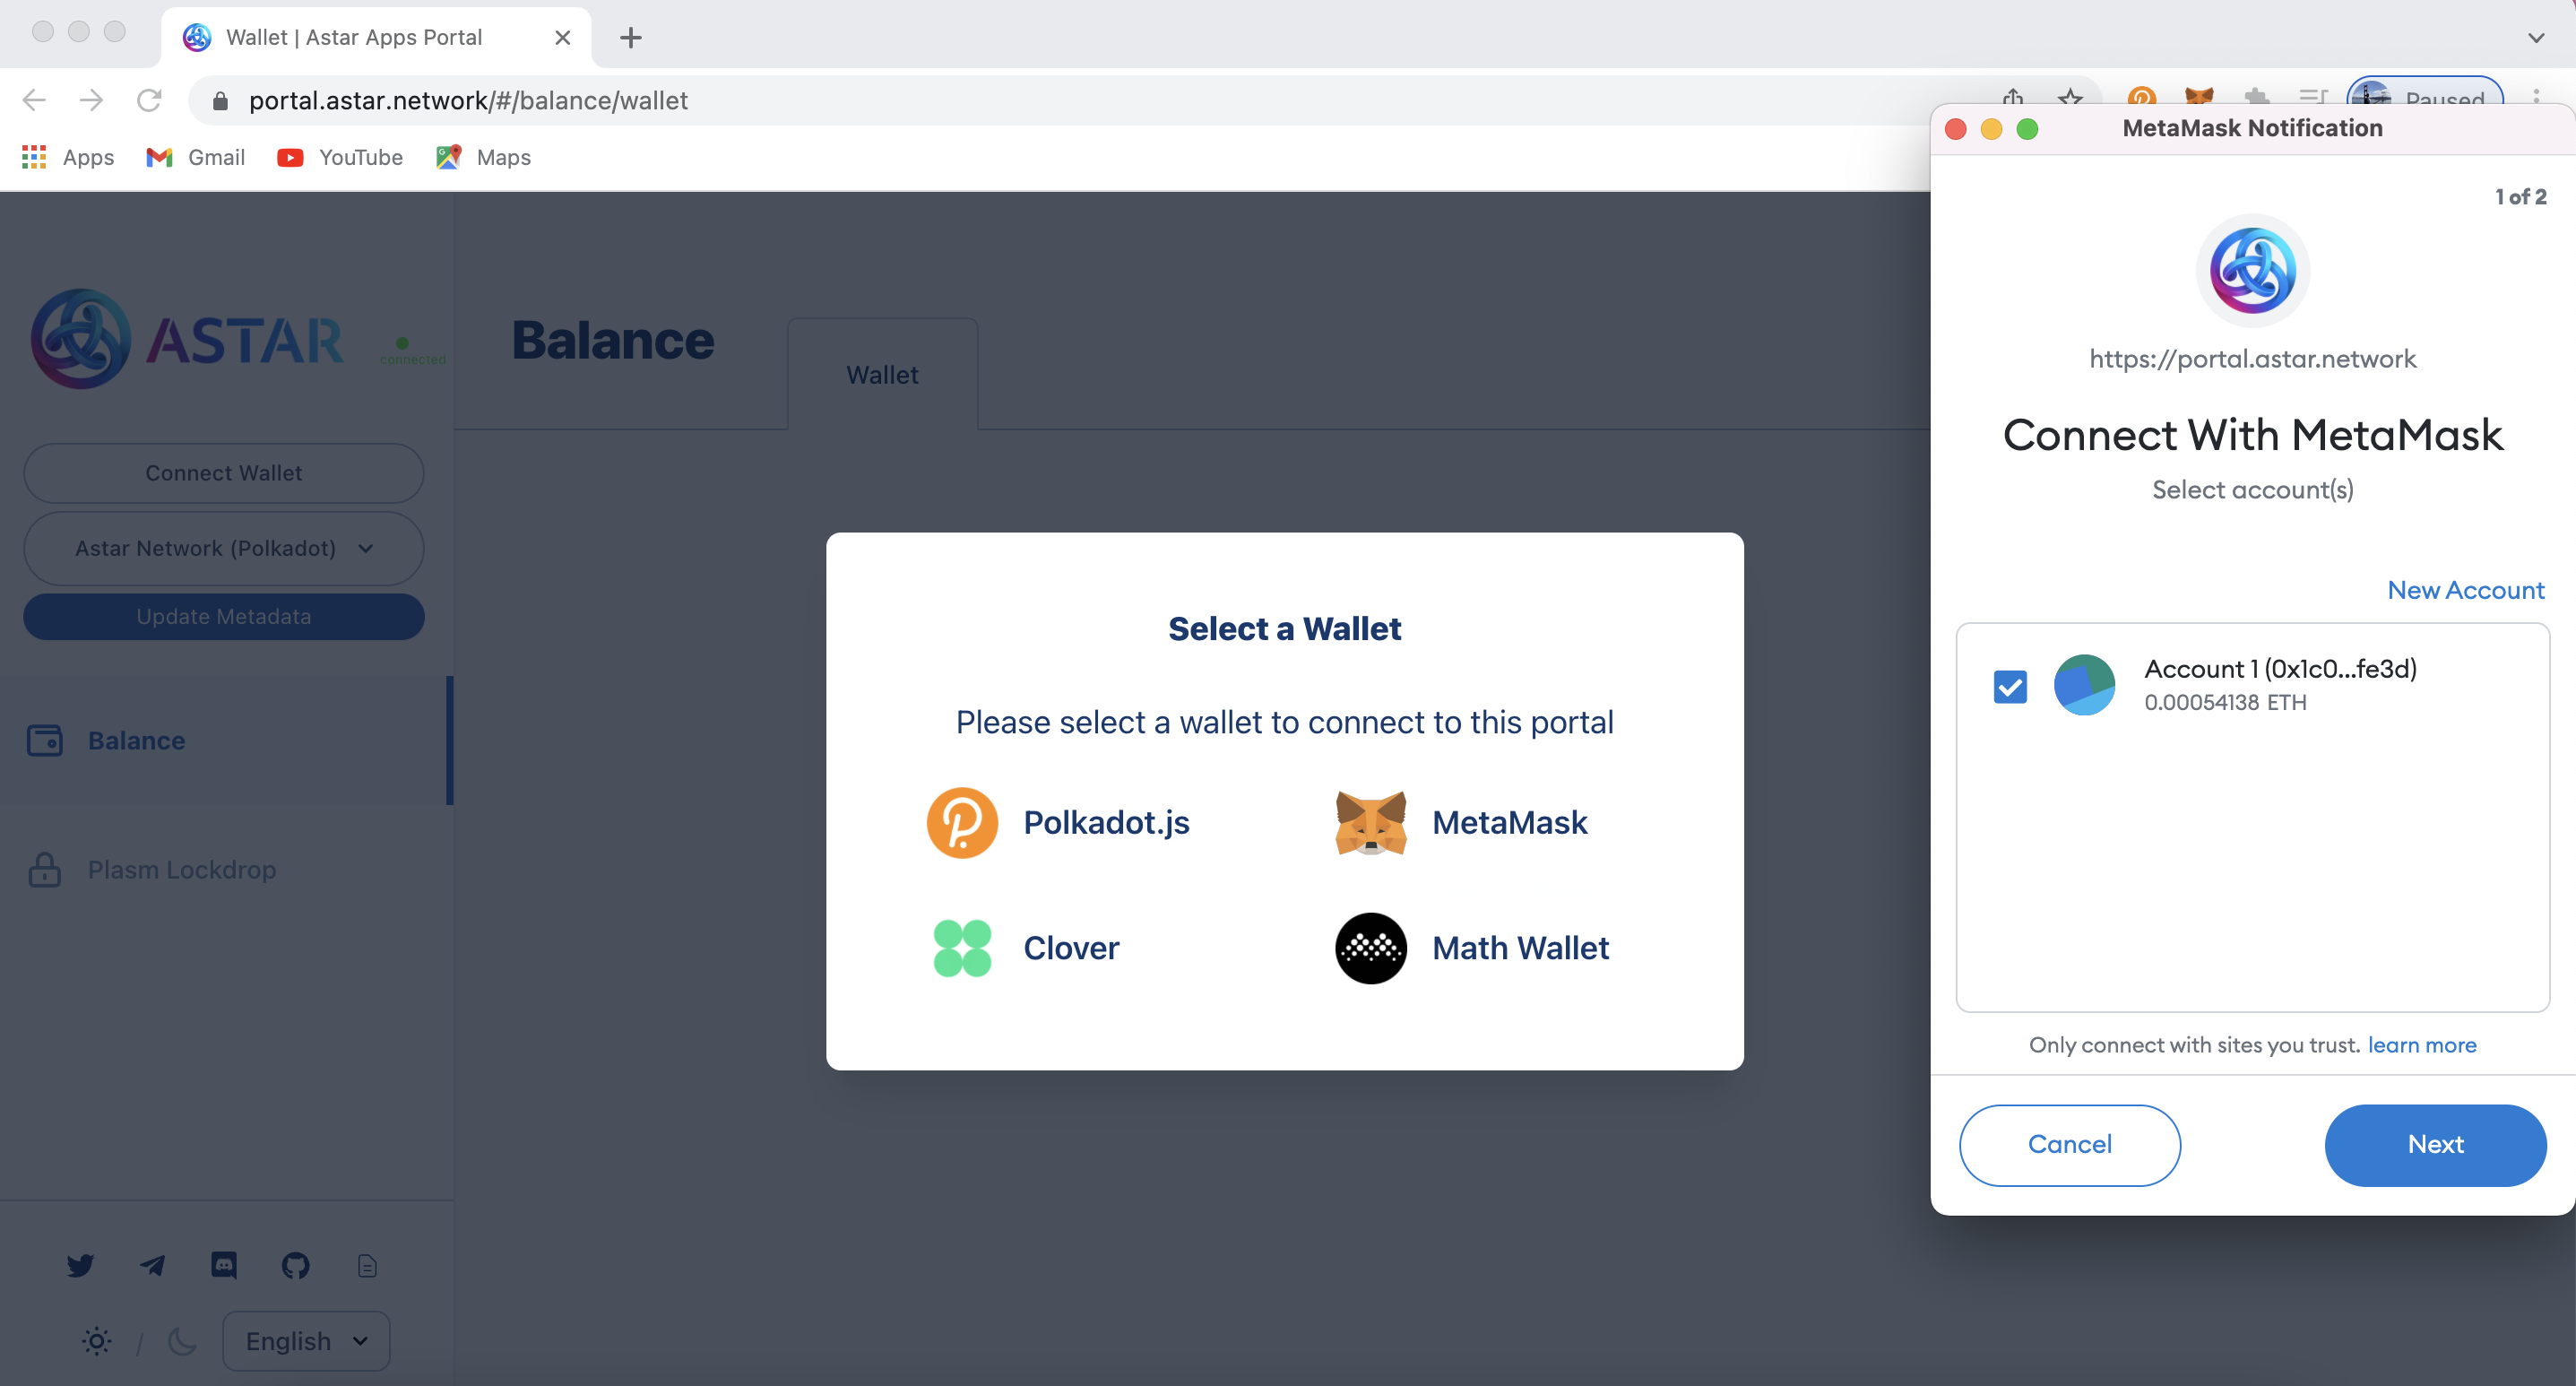 Wallet | Astar Apps Portal
portal.astar.network/#/balance/wallet
Paused
Apps
Gmail
YouTube
Maps
MetaMask Notification
1 of 2
https://portal.astar.network
Connect With MetaMask
Select account(s)
New Account
Account 1 (0x1c0...fe3d)
0.00054138 ETH
Only connect with sites you trust. learn more
Cancel
Next
ASTAR
connected
Connect Wallet
Astar Network (Polkadot)
Update Metadata
Balance
Plasm Lockdrop
/
English
Balance
Wallet
Select a Wallet
Please select a wallet to connect to this portal
Polkadot.js
MetaMask
Clover
Math Wallet